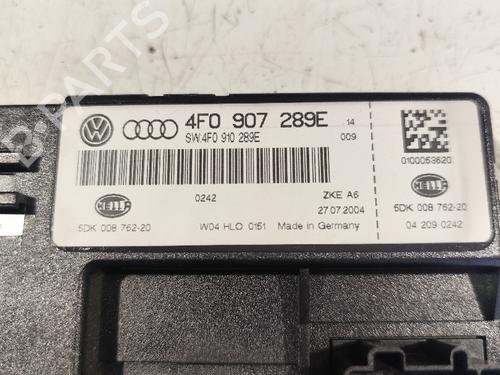 4F0 907 289E 14
SW:4F0 910 289E 009
0100053620
0242 ZKE A6
27.07.2004
HELLA
HELLA
5DK 008 762-20 W04 HLO 0151 Made in Germany
5DK 008 762-20
04 209 0242
B-PARTS